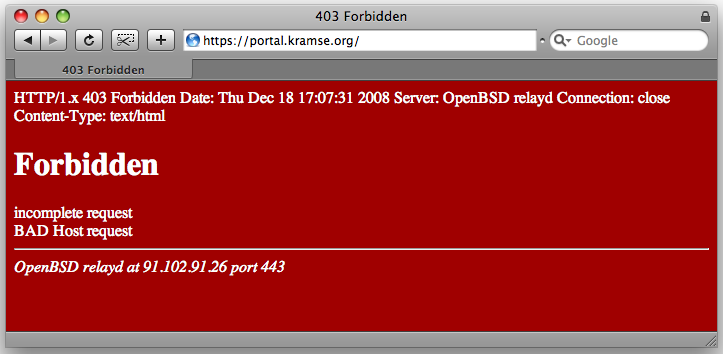 403 Forbidden
https://portal.kramse.org/
Google
403 Forbidden
HTTP/1.x 403 Forbidden Date: Thu Dec 18 17:07:31 2008 Server: OpenBSD relayd Connection: close
Content-Type: text/html
Forbidden
incomplete request
BAD Host request
OpenBSD relayd at 91.102.91.26 port 443